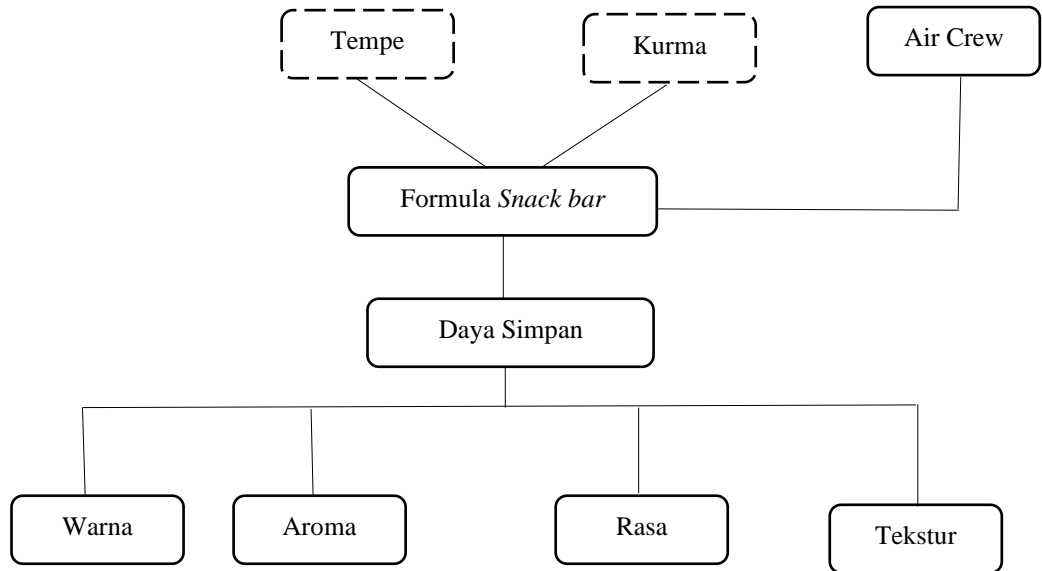 Tempe
Kurma
Air Crew
Formula Snack bar
Daya Simpan
Warna
Aroma
Rasa
Tekstur